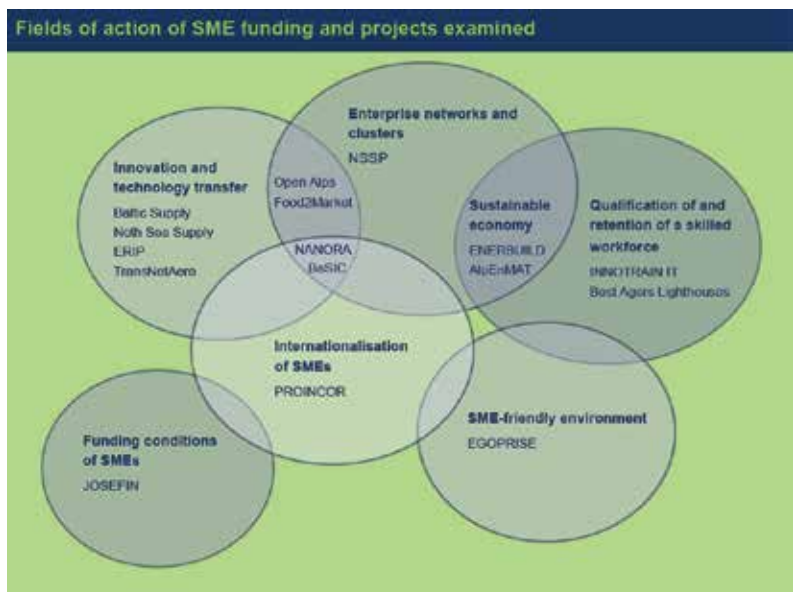 Fields of action of SME funding and projects examined
Enterprise networks and
clusters
NSSIP
Innovation and
technology transfer
Baltic Supply
Noth Sea Supply
ERIP
TransNetAero
Open Alps
Food2Market
NANORA
BaSIC
Sustainable
economy
ENERBUILD
AlpEnMAT
Qualification of and
retention of a skilled
workforce
INNOTRAIN IT
Best Agers Lighthouses
Internationalisation
of SMEs
PROINCOR
SME-friendly environment
EGOPRISE
Funding conditions
of SMEs
JOSEFIN